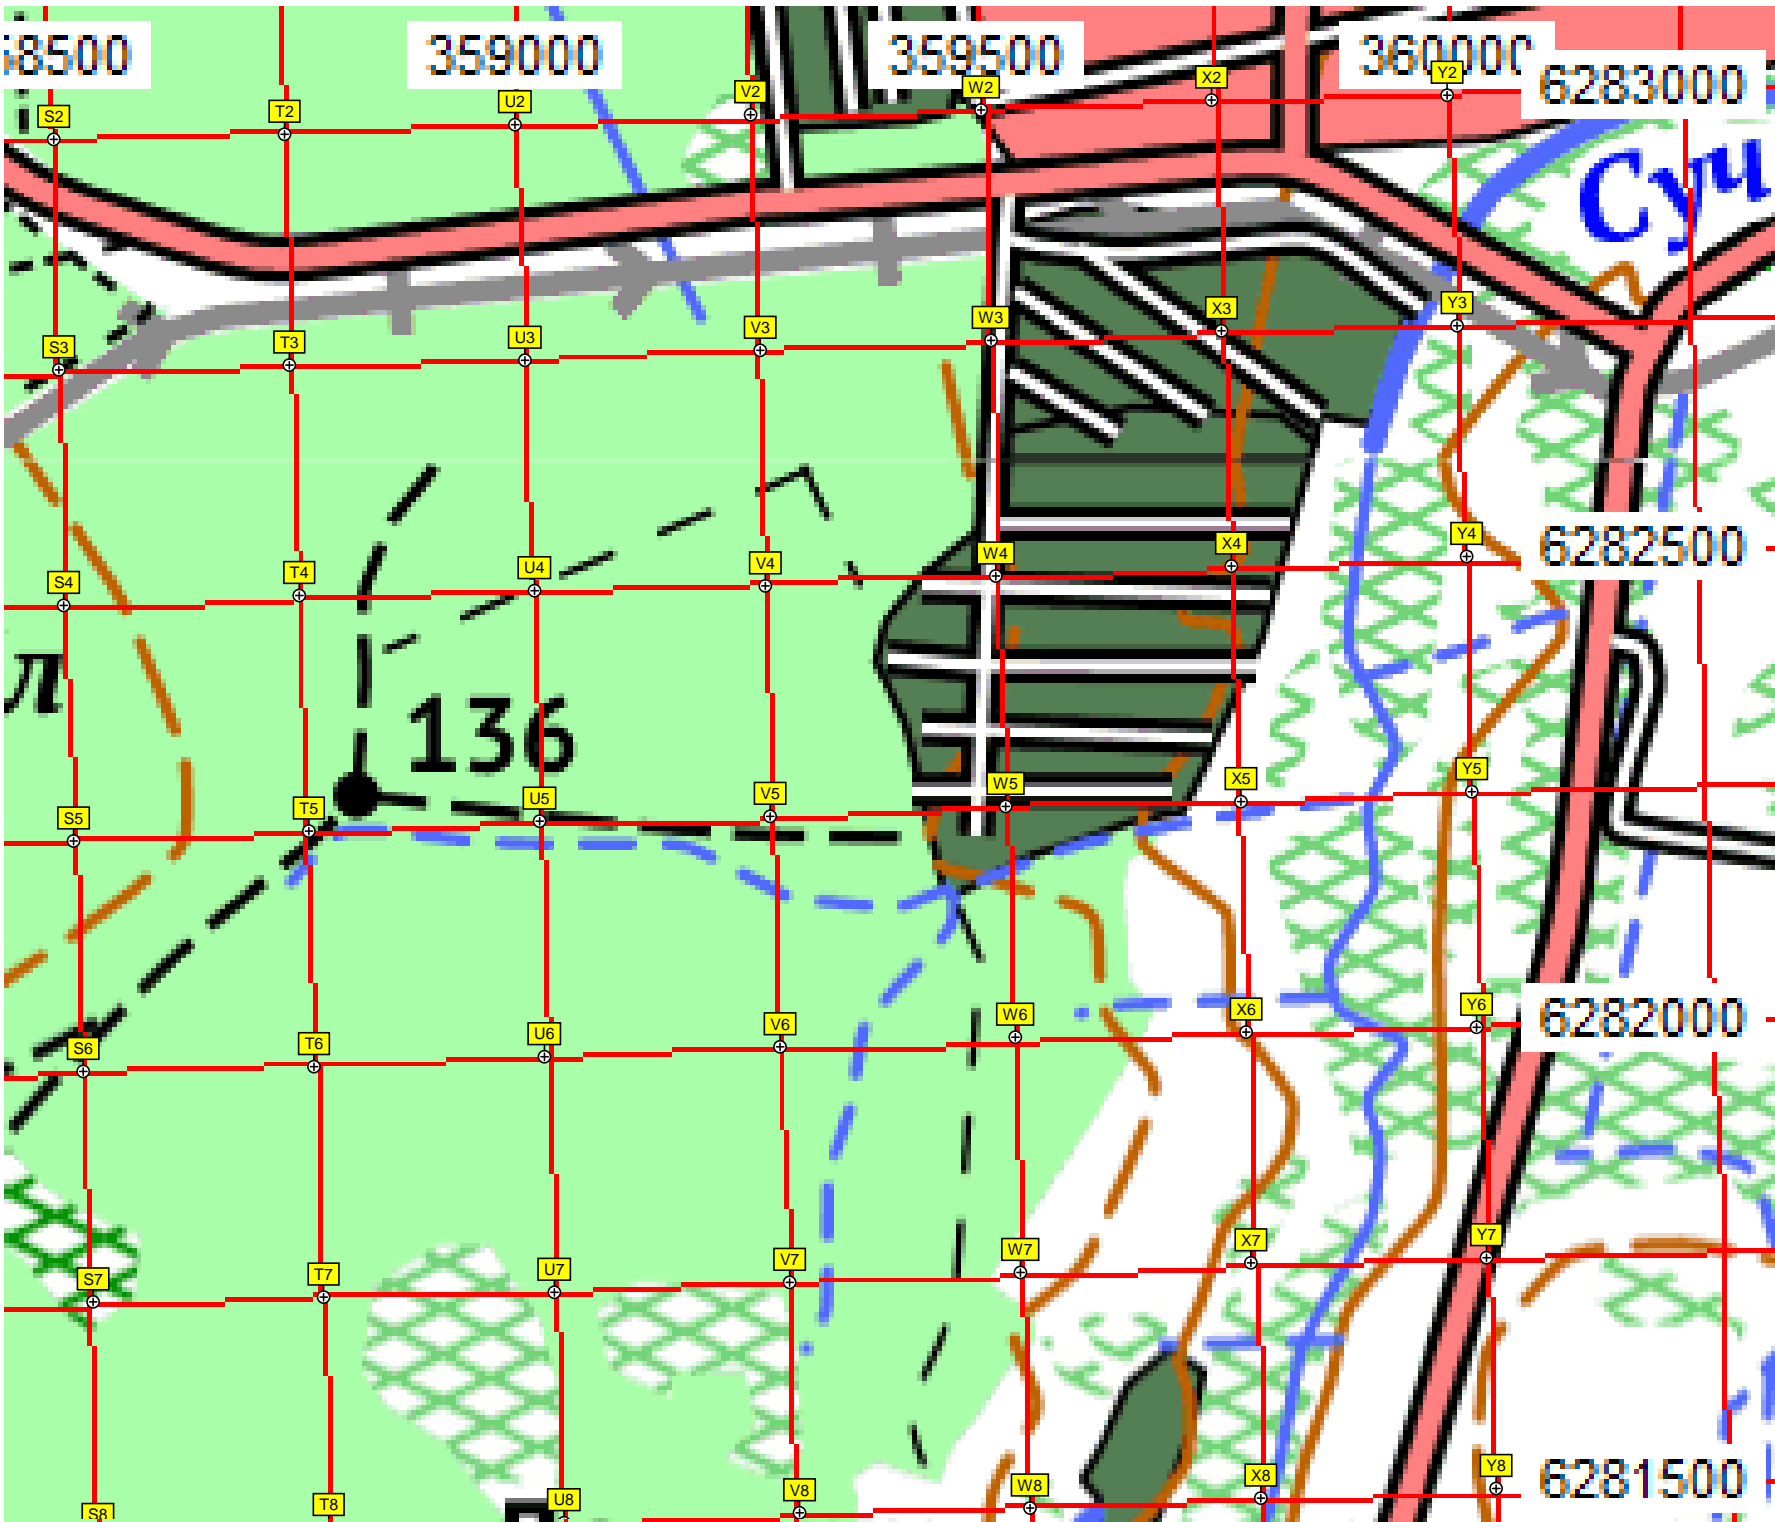 58500 359000 359500 360000
6283000
S2 T2 U2 V2 W2 X2 Y2
Суч
S3 T3 U3 V3 W3 X3 Y3
6282500
S4 T4 U4 V4 W4 X4 Y4
л
136
S5 T5 U5 V5 W5 X5 Y5
6282000
S6 T6 U6 V6 W6 X6 Y6
S7 T7 U7 V7 W7 X7 Y7
6281500
S8 T8 U8 V8 W8 X8 Y8